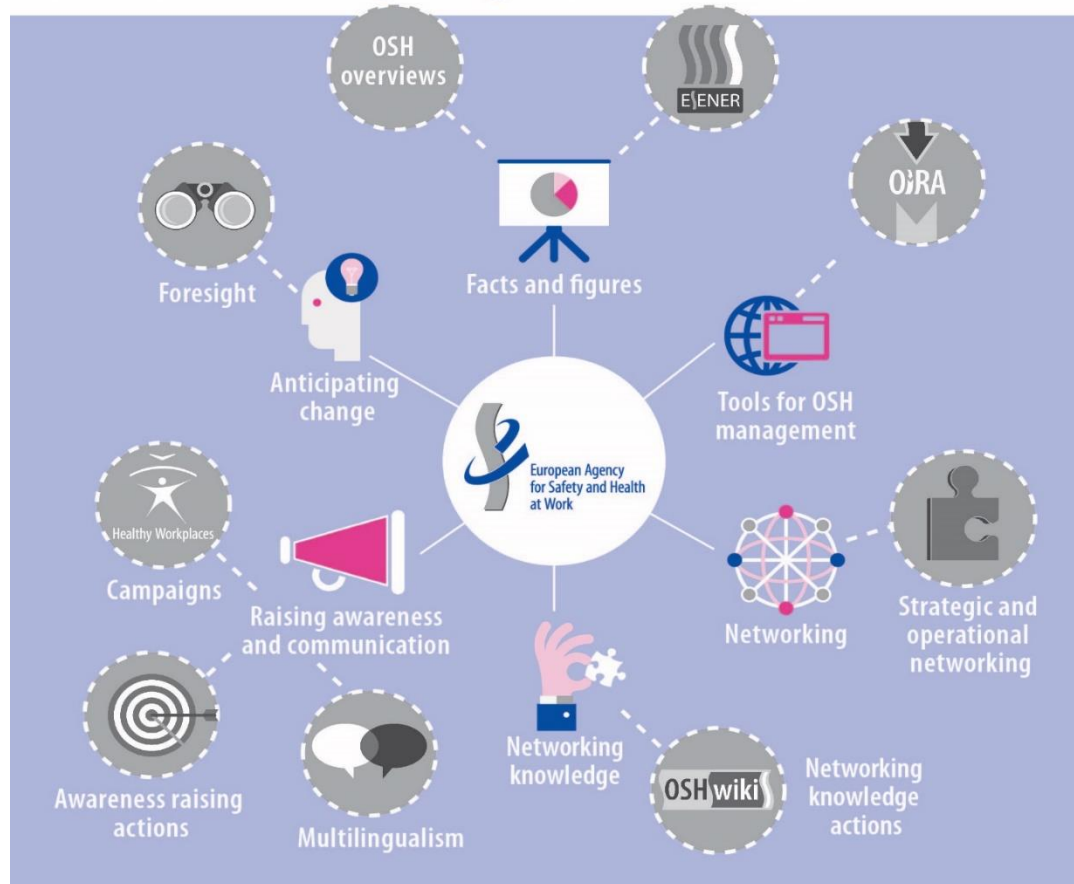 OSH
overviews
ESENER
OiRA
Foresight
Facts and figures
Anticipating
change
Tools for OSH
management
European Agency
for Safety and Health
at Work
Healthy Workplaces
Campaigns
Raising awareness
and communication
Networking
Strategic and
operational
networking
Awareness raising
actions
Multilingualism
Networking
knowledge
OSH wiki
Networking
knowledge
actions